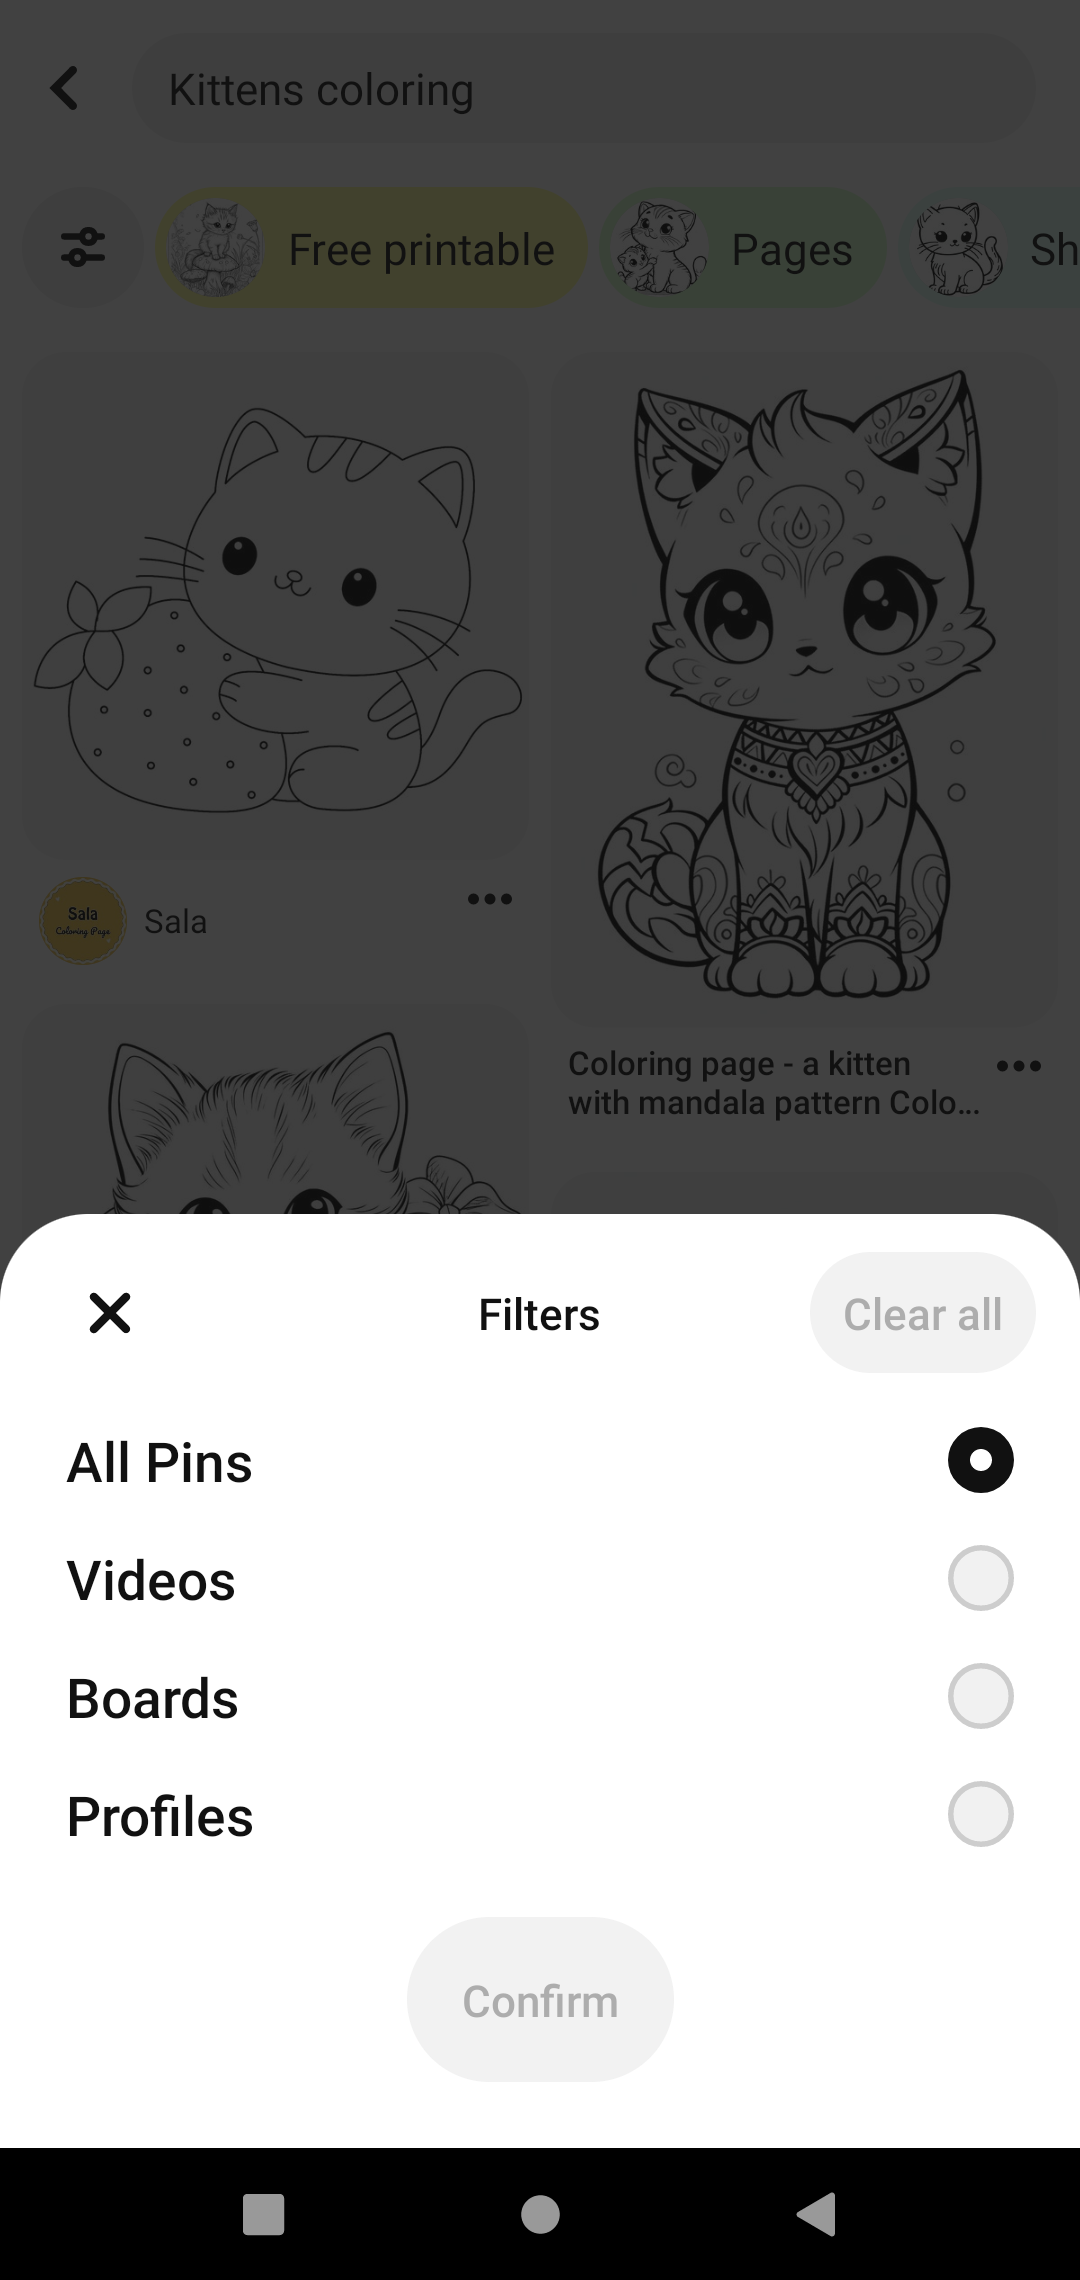 Kittens coloring
Free printable
Pages
Sh
Sala
Coloring Page
Sala
Coloring page - a kitten
with mandala pattern Colo...
Filters
Clear all
All Pins
Videos
Boards
Profiles
Confirm